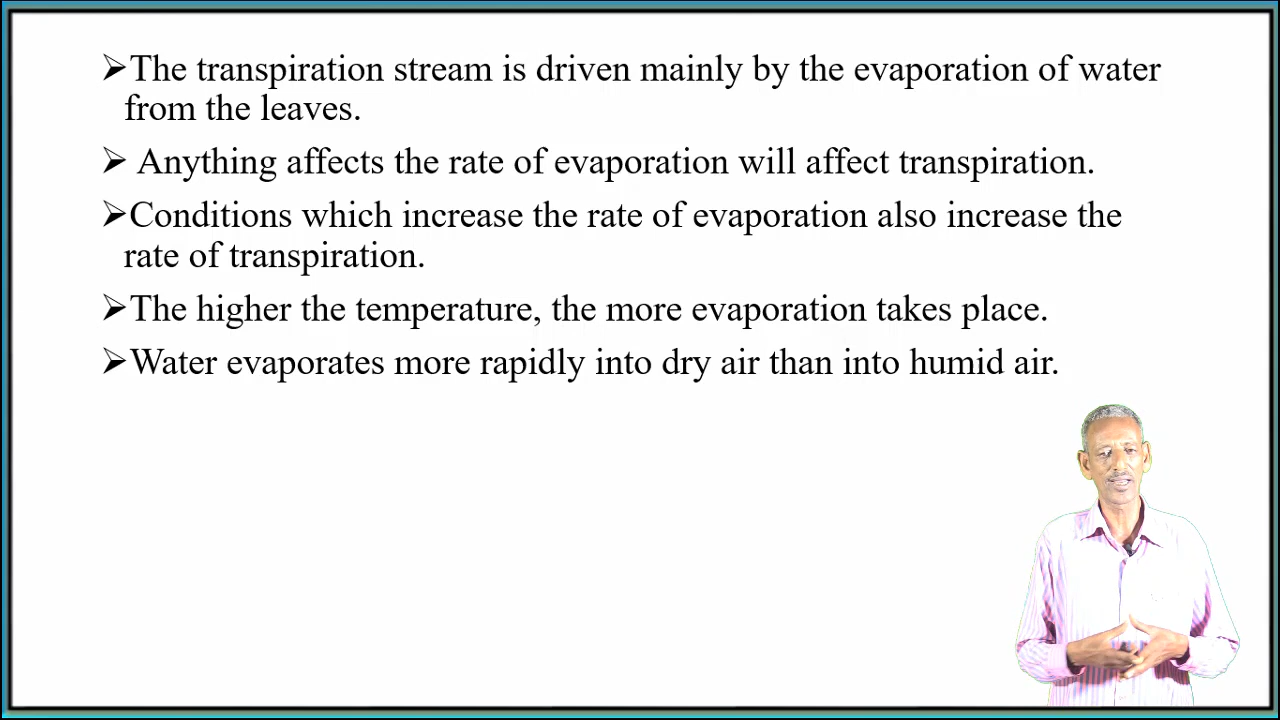 ➢The transpiration stream is driven mainly by the evaporation of water
from the leaves.
➢ Anything affects the rate of evaporation will affect transpiration.
➢Conditions which increase the rate of evaporation also increase the
rate of transpiration.
➢The higher the temperature, the more evaporation takes place.
➢Water evaporates more rapidly into dry air than into humid air.